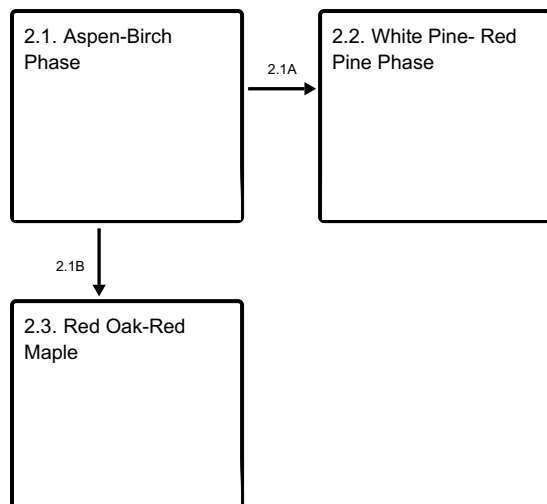 2.1. Aspen-Birch
Phase
2.1A
2.2. White Pine- Red
Pine Phase
2.1B
2.3. Red Oak-Red
Maple